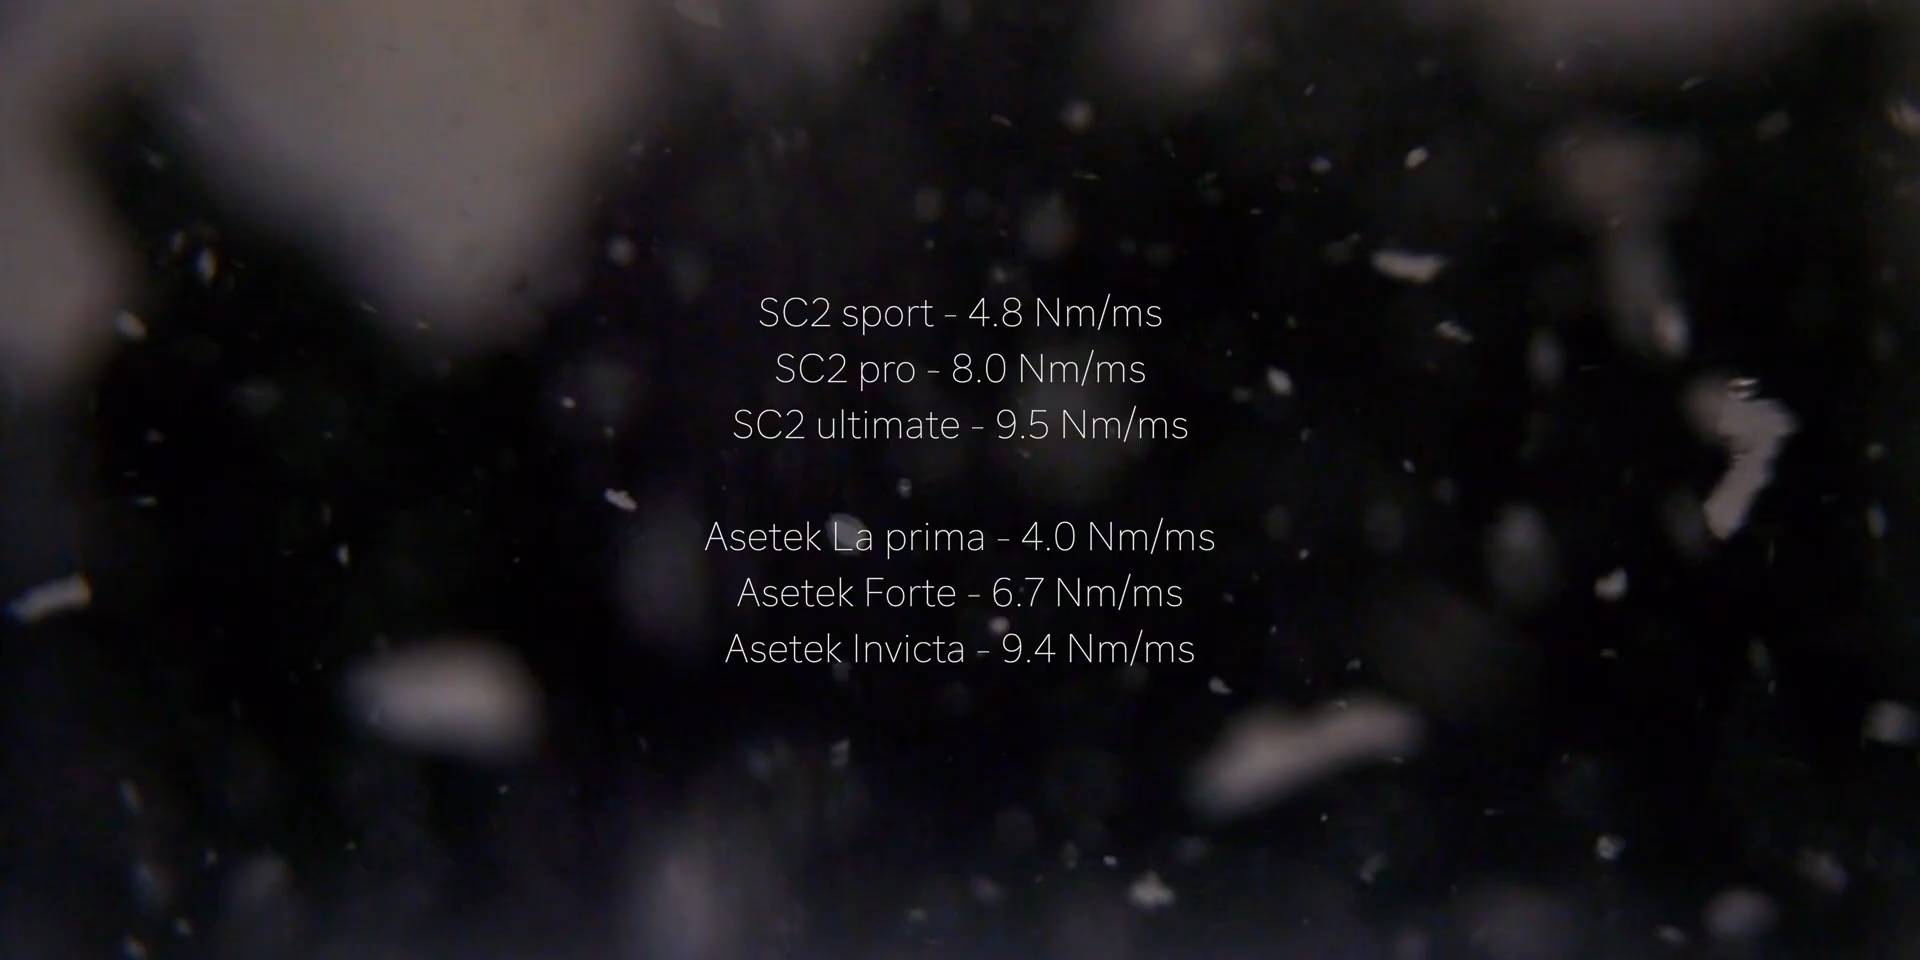 SC2 sport - 4.8 Nm/ms
SC2 pro - 8.0 Nm/ms
SC2 ultimate - 9.5 Nm/ms
Asetek La prima - 4.0 Nm/ms
Asetek Forte - 6.7 Nm/ms
Asetek Invicta - 9.4 Nm/ms